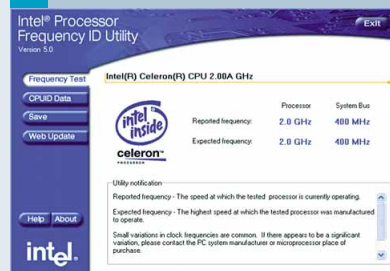 Intel® Processor
Frequency ID Utility
Version 5.0
Exit
Frequency Test
CPUID Data
Save
Web Update
Help
About
intel.
Intel(R) Celeron(R) CPU 2.00A GHz
intel
inside
celeron™
PROCESSOR
Processor System Bus
Reported frequency: 2.0 GHz 400 MHz
Expected frequency: 2.0 GHz 400 MHz
Utility notification
Reported frequency - The speed at which the tested processor is currently operating.
Expected frequency - The highest speed at which the tested processor was manufactured
to operate.
Small variations in clock frequencies are common. If there appears to be a significant
variation, please contact the PC system manufacturer or microprocessor place of
purchase.